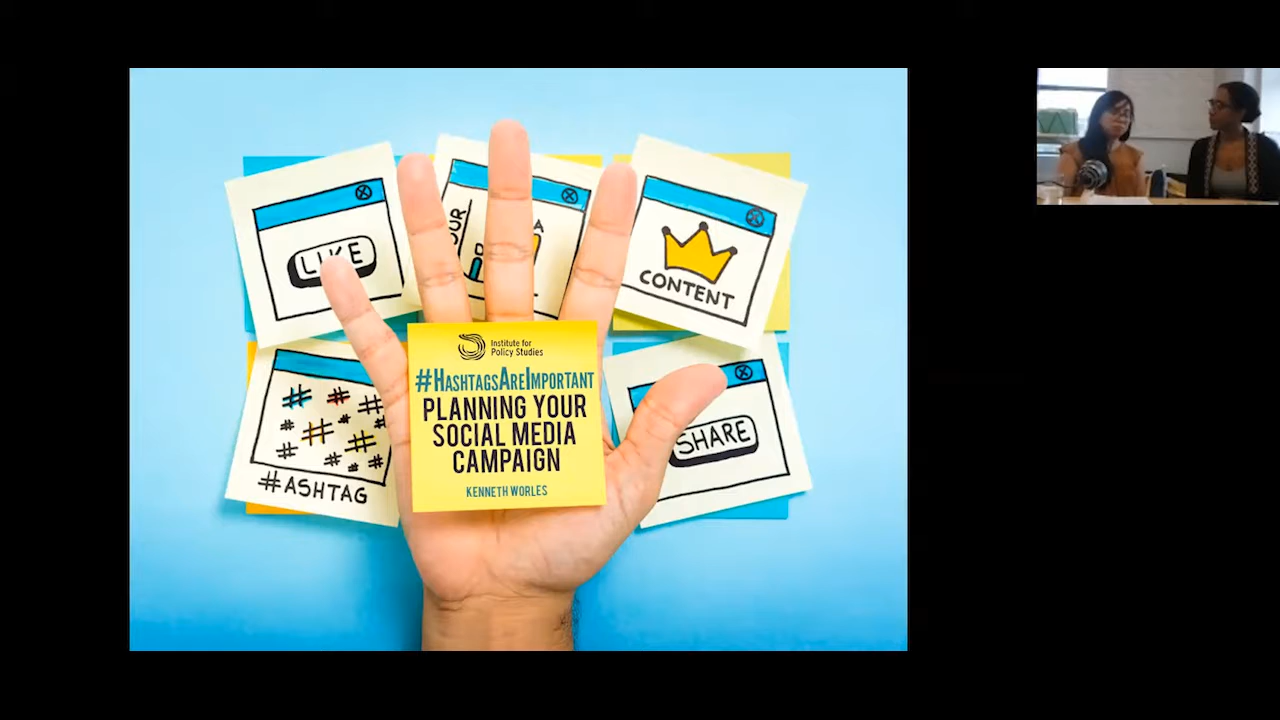 LIKE
CONTENT
Institute for
Policy Studies
#HASHTAGSAREIMPORTANT
PLANNING YOUR
SOCIAL MEDIA
CAMPAIGN
KENNETH WORLES
#ASHTAG
SHARE